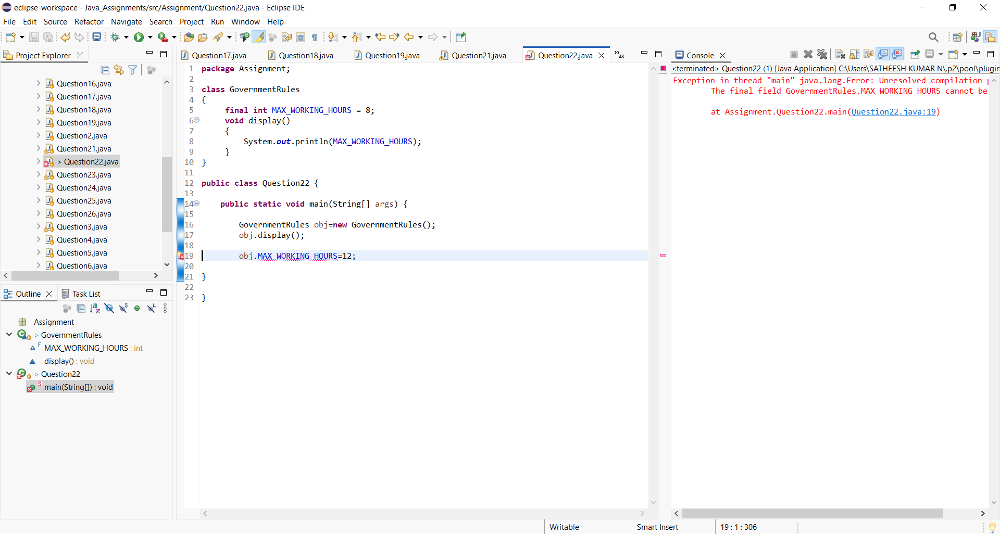 eclipse-workspace - Java_Assignments/src/Assignment/Question22.java - Eclipse IDE
File Edit Source Refactor Navigate Search Project Run Window Help
Project Explorer
Question16.java
Question17.java
Question18.java
Question19.java
Question2.java
Question21.java
> Question22.java
Question23.java
Question24.java
Question25.java
Question26.java
Question3.java
Question4.java
Question5.java
Question6.java
Outline Task List
Assignment
> GovernmentRules
F MAX_WORKING_HOURS : int
display() : void
> Question22
S main(String[]) : void
Question17.java Question18.java Question19.java Question21.java Question22.java »48
1 package Assignment;
2
3 class GovernmentRules
4 {
5 final int MAX_WORKING_HOURS = 8;
6 void display()
7 {
8 System.out.println(MAX_WORKING_HOURS);
9 }
10 }
11
12 public class Question22 {
13
14 public static void main(String[] args) {
15
16 GovernmentRules obj=new GovernmentRules();
17 obj.display();
18
19 obj.MAX_WORKING_HOURS=12;
20
21 }
22
23 }
Console
<terminated> Question22 (1) [Java Application] C:\Users\SATHEESH KUMAR N\.p2\pool\plugin
Exception in thread "main" java.lang.Error: Unresolved compilation
The final field GovernmentRules.MAX_WORKING_HOURS cannot be
at Assignment.Question22.main(Question22.java:19)
Writable Smart Insert 19 : 1 : 306